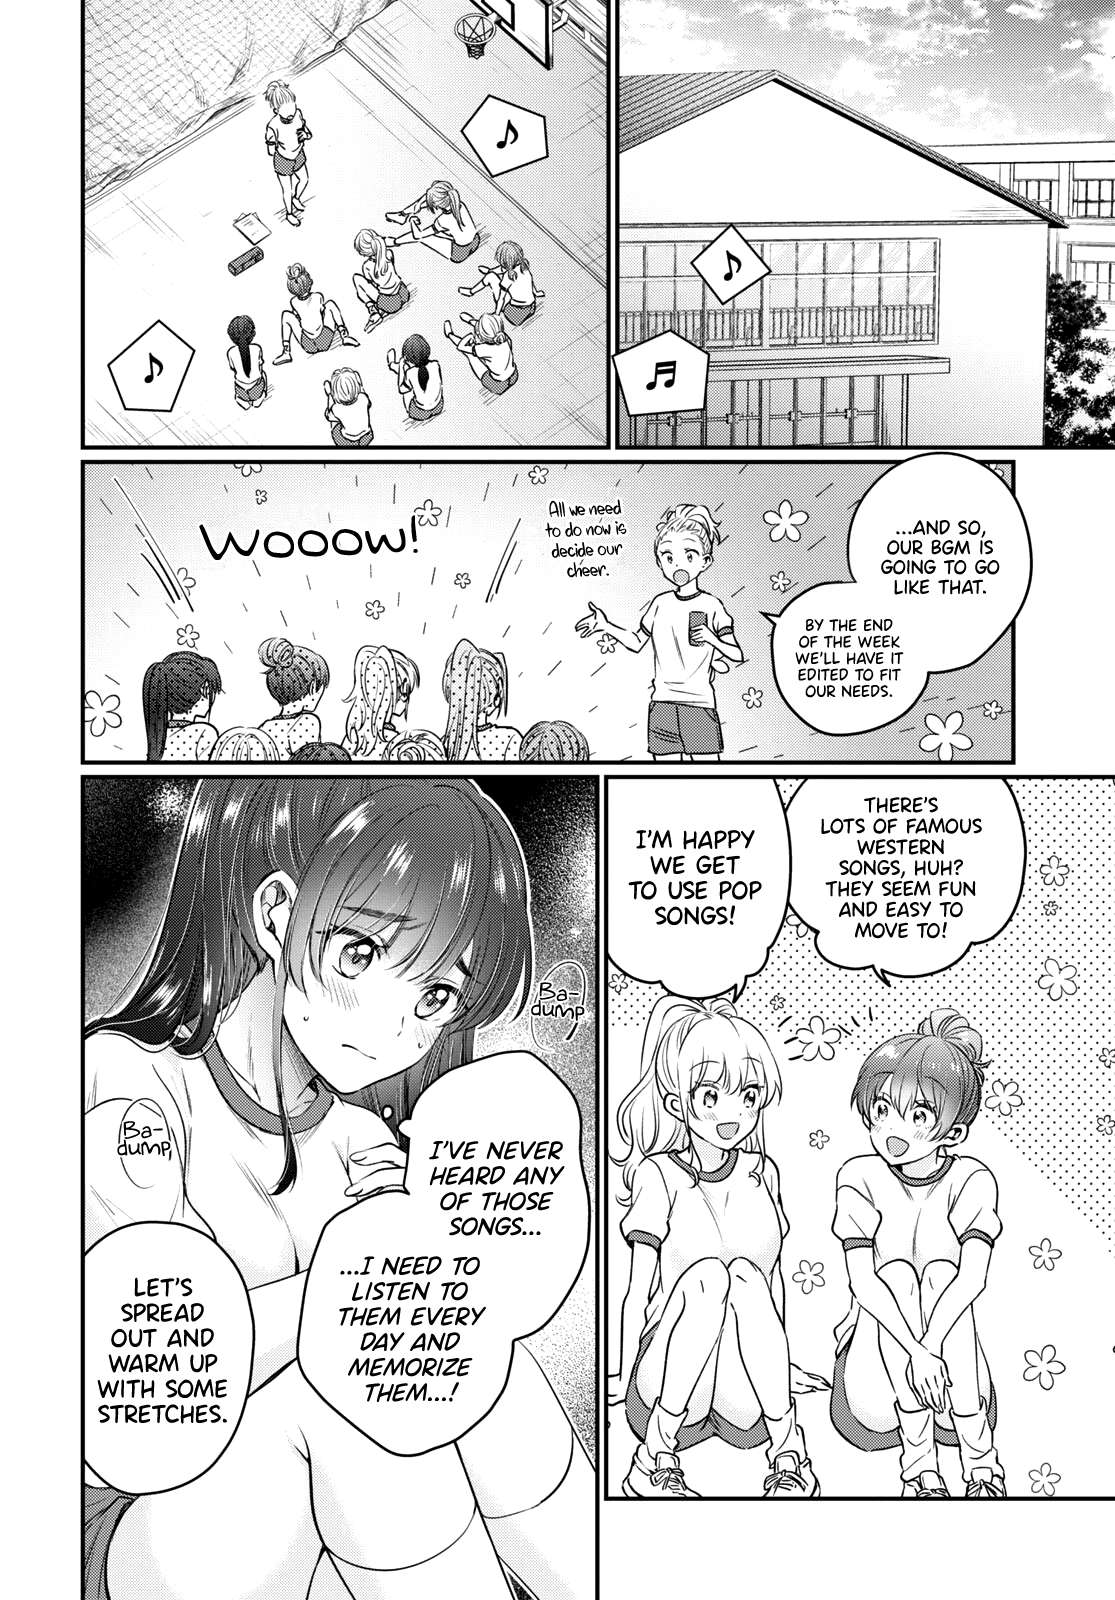 ...AND SO,
OUR BGM IS
GOING TO GO
LIKE THAT.
BY THE END
OF THE WEEK
WE'LL HAVE IT
EDITED TO FIT
OUR NEEDS.
All we need
to do now is
decide our
cheer.
Wooow!
THERE'S
LOTS OF FAMOUS
WESTERN
SONGS, HUH?
THEY SEEM FUN
AND EASY TO
MOVE TO!
I'M HAPPY
WE GET
TO USE POP
SONGS!
Ba-
dump,
I'VE NEVER
HEARD ANY
OF THOSE
SONGS...
...I NEED TO
LISTEN TO
THEM EVERY
DAY AND
MEMORIZE
THEM...!
Ba-
dump,
LET'S
SPREAD
OUT AND
WARM UP
WITH SOME
STRETCHES.